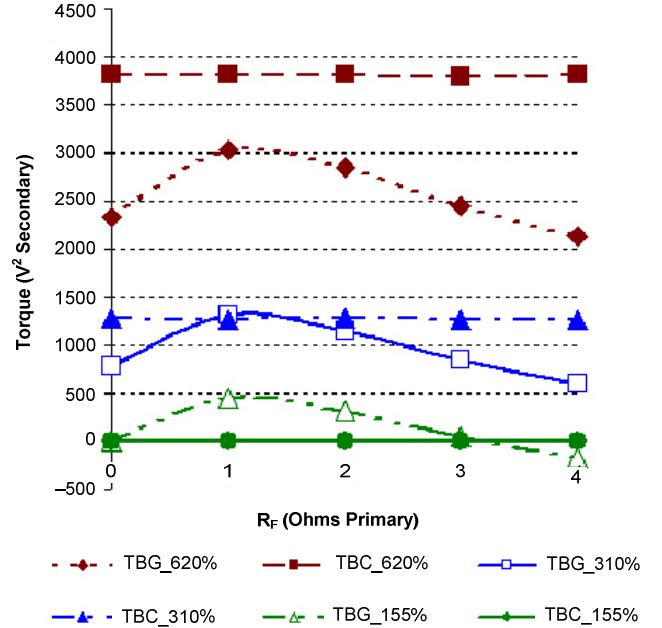 4500
4000
3500
3000
2500
2000
1500
1000
500
0
–500
Torque (V² Secondary)
0 1 2 3 4
R_F (Ohms Primary)
TBG_620% TBC_620% TBG_310%
TBC_310% TBG_155% TBC_155%